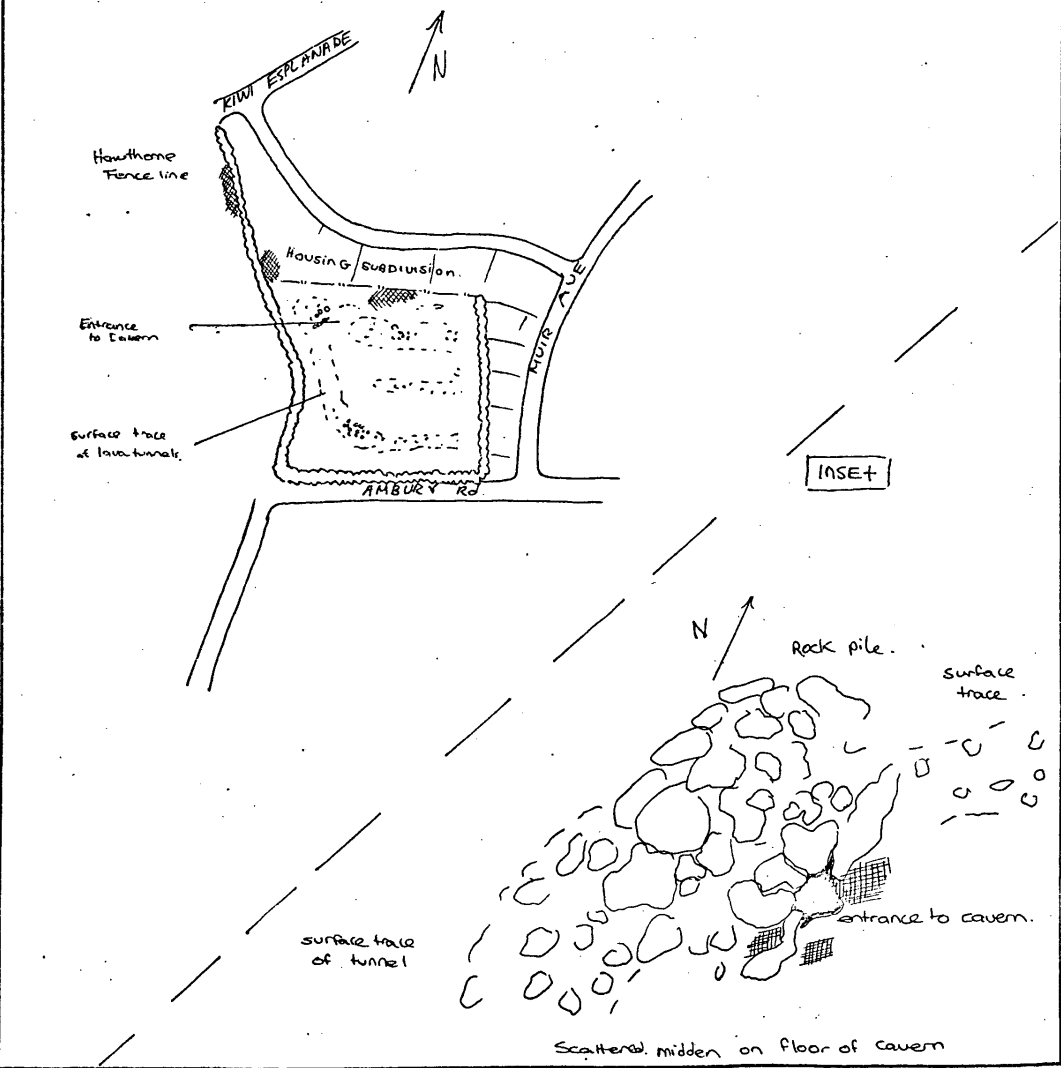 KIWI ESPLANADE
N
Hawthorne
Fence line
HOUSING SUBDIVISION.
MUIR AVE
Entrance
to Cavern
surface trace
of lava tunnels.
AMBURY Rd.
INSET
N
Rock pile.
surface
trace.
entrance to cavern.
surface trace
of tunnel
Scattered midden on floor of cavern